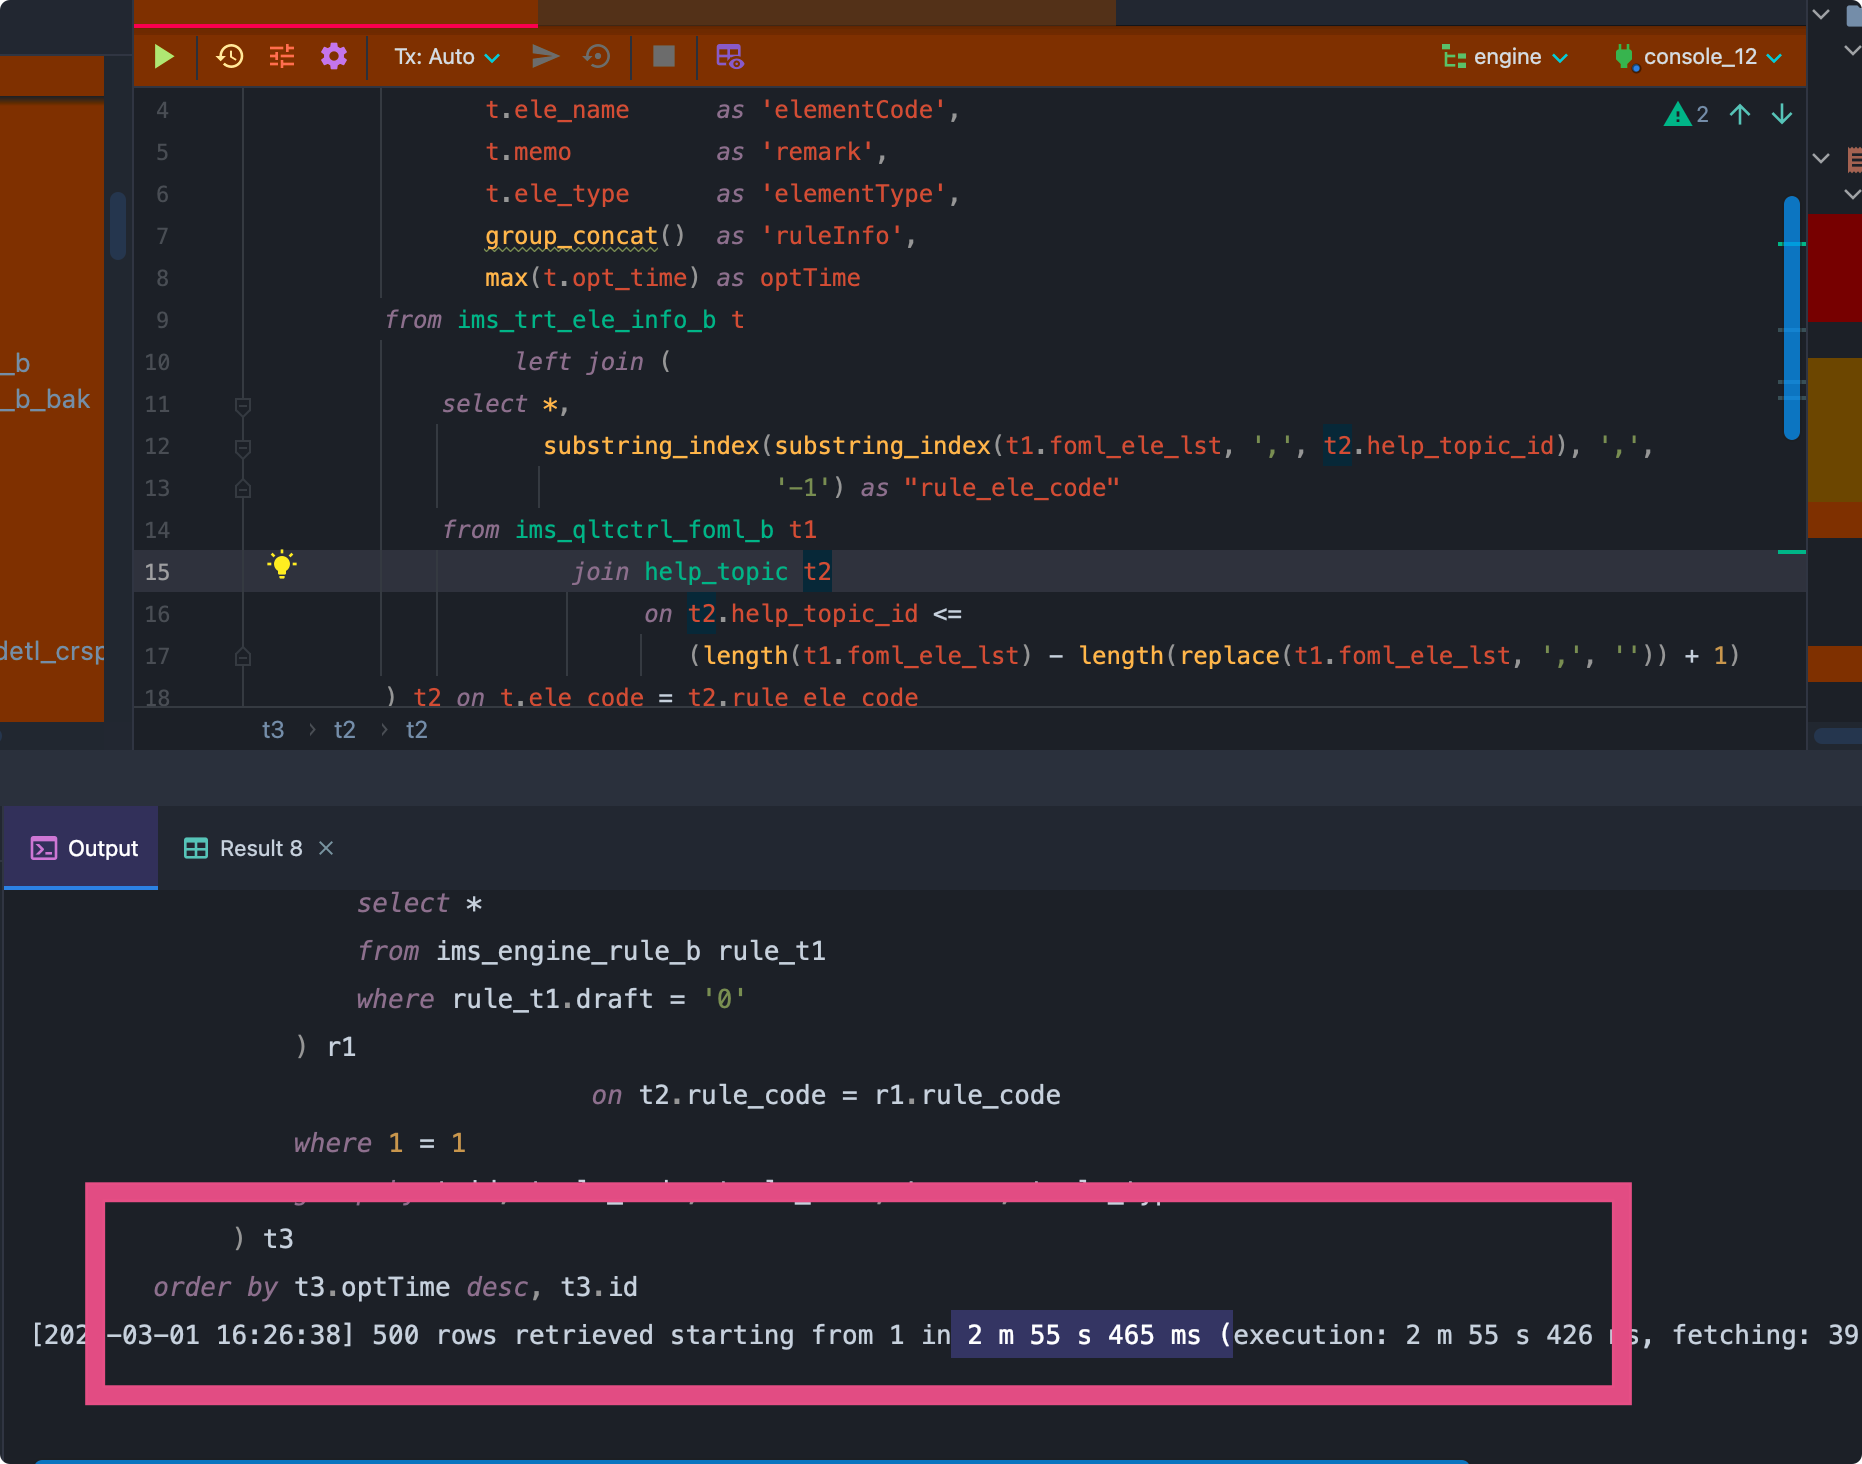 Tx: Auto
engine
console_12
4 t.ele_name as 'elementCode',
2
5 t.memo as 'remark',
6 t.ele_type as 'elementType',
7 group_concat() as 'ruleInfo',
8 max(t.opt_time) as optTime
9 from ims_trt_ele_info_b t
10 left join (
11 select *,
12 substring_index(substring_index(t1.foml_ele_lst, ',', t2.help_topic_id), ',',
13 '-1') as "rule_ele_code"
14 from ims_qltctrl_foml_b t1
15 join help_topic t2
16 on t2.help_topic_id <=
17 (length(t1.foml_ele_lst) - length(replace(t1.foml_ele_lst, ',', '')) + 1)
18 ) t2 on t.ele_code = t2.rule_ele_code
t3 > t2 > t2
_b
_b_bak
detl_crsp
Output
Result 8
select *
from ims_engine_rule_b rule_t1
where rule_t1.draft = '0'
) r1
on t2.rule_code = r1.rule_code
where 1 = 1
) t3
order by t3.optTime desc, t3.id
[202 -03-01 16:26:38] 500 rows retrieved starting from 1 in 2 m 55 s 465 ms (execution: 2 m 55 s 426 ms, fetching: 39